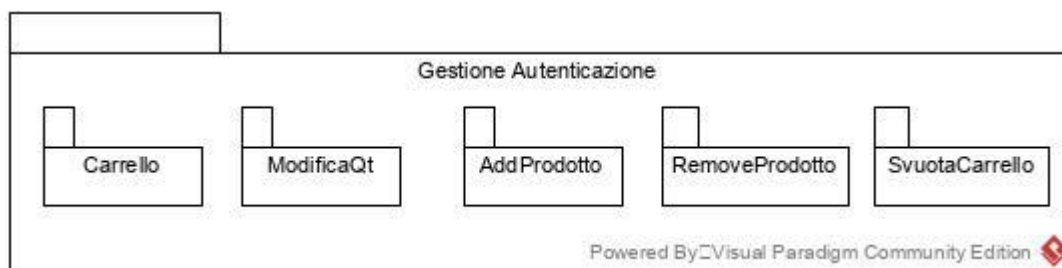 Gestione Autenticazione
Carrello
ModificaQt
AddProdotto
RemoveProdotto
SvuotaCarrello
Powered By□Visual Paradigm Community Edition